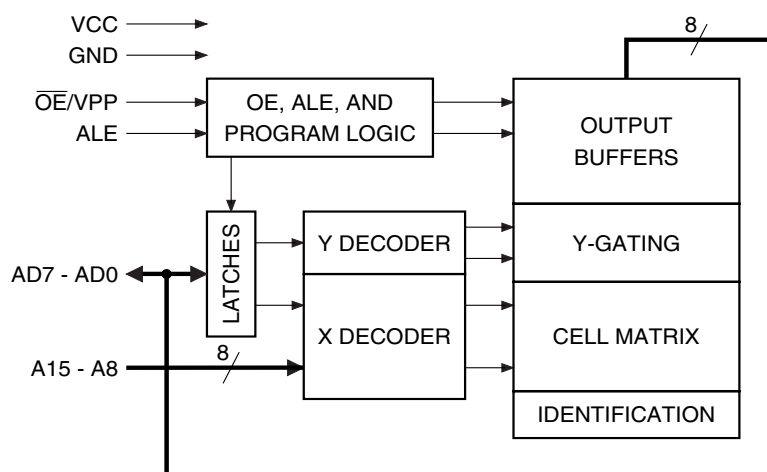 VCC
GND
8
O̅E̅/VPP
ALE
OE, ALE, AND
PROGRAM LOGIC
OUTPUT
BUFFERS
LATCHES
Y DECODER
Y-GATING
AD7 - AD0
X DECODER
CELL MATRIX
A15 - A8
8
IDENTIFICATION